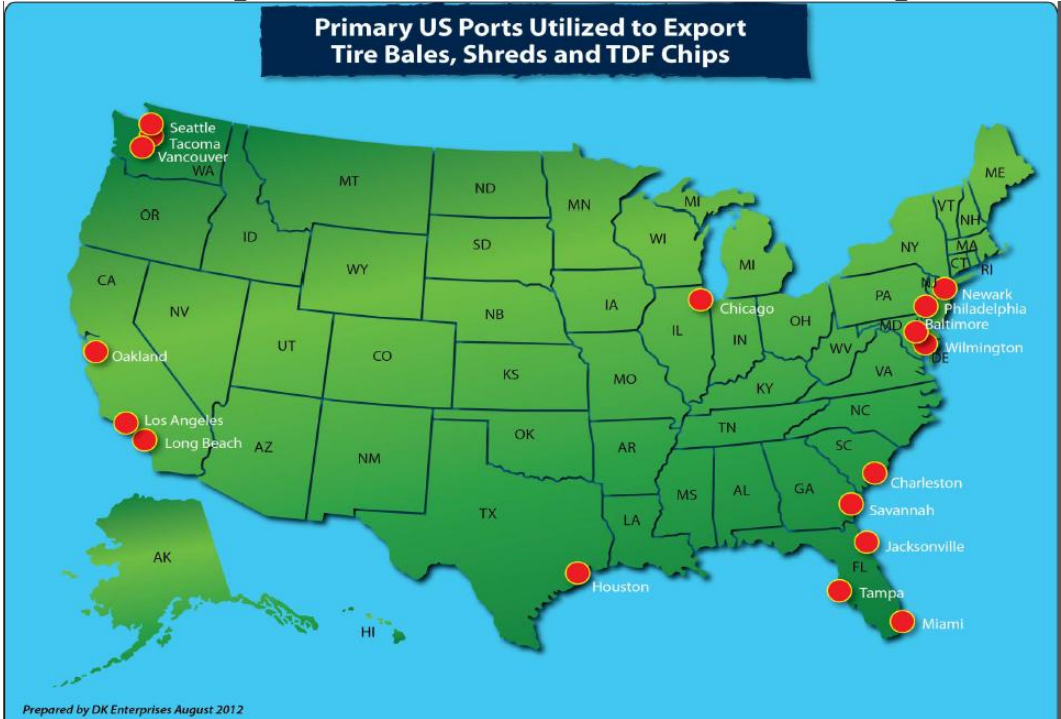 Primary US Ports Utilized to Export
Tire Bales, Shreds and TDF Chips
Seattle
Tacoma
Vancouver
WA
OR
MT
ID
ND
MN
MI
WI
MI
ME
VT
NH
NY
MA
CT
RI
SD
WY
CA
NV
UT
CO
NB
IA
Chicago
IL
IN
OH
PA
NJ
Newark
Philadelphia
MD
Baltimore
Wilmington
DE
WV
VA
Oakland
KS
MO
KY
NC
TN
Los Angeles
Long Beach
AZ
NM
OK
AR
SC
Charleston
MS
AL
GA
Savannah
TX
LA
Jacksonville
FL
Houston
Tampa
Miami
AK
HI
Prepared by DK Enterprises August 2012